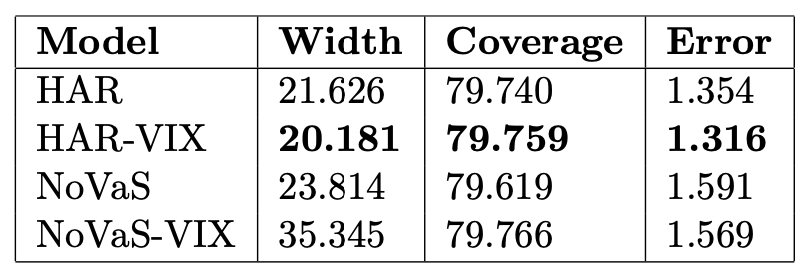 Model Width Coverage Error
HAR 21.626 79.740 1.354
HAR-VIX 20.181 79.759 1.316
NoVaS 23.814 79.619 1.591
NoVaS-VIX 35.345 79.766 1.569